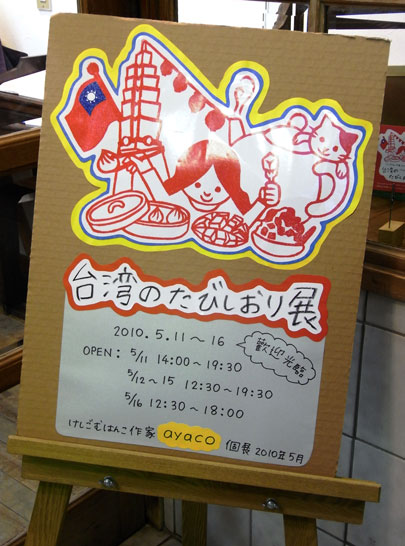 台湾のたびしおり展
2010.5.11〜16
歓迎光臨
OPEN: 5/11 14:00〜19:30
5/12〜15 12:30〜19:30
5/16 12:30〜18:00
けしごむはんこ作家 ayaco 個展 2010年5月